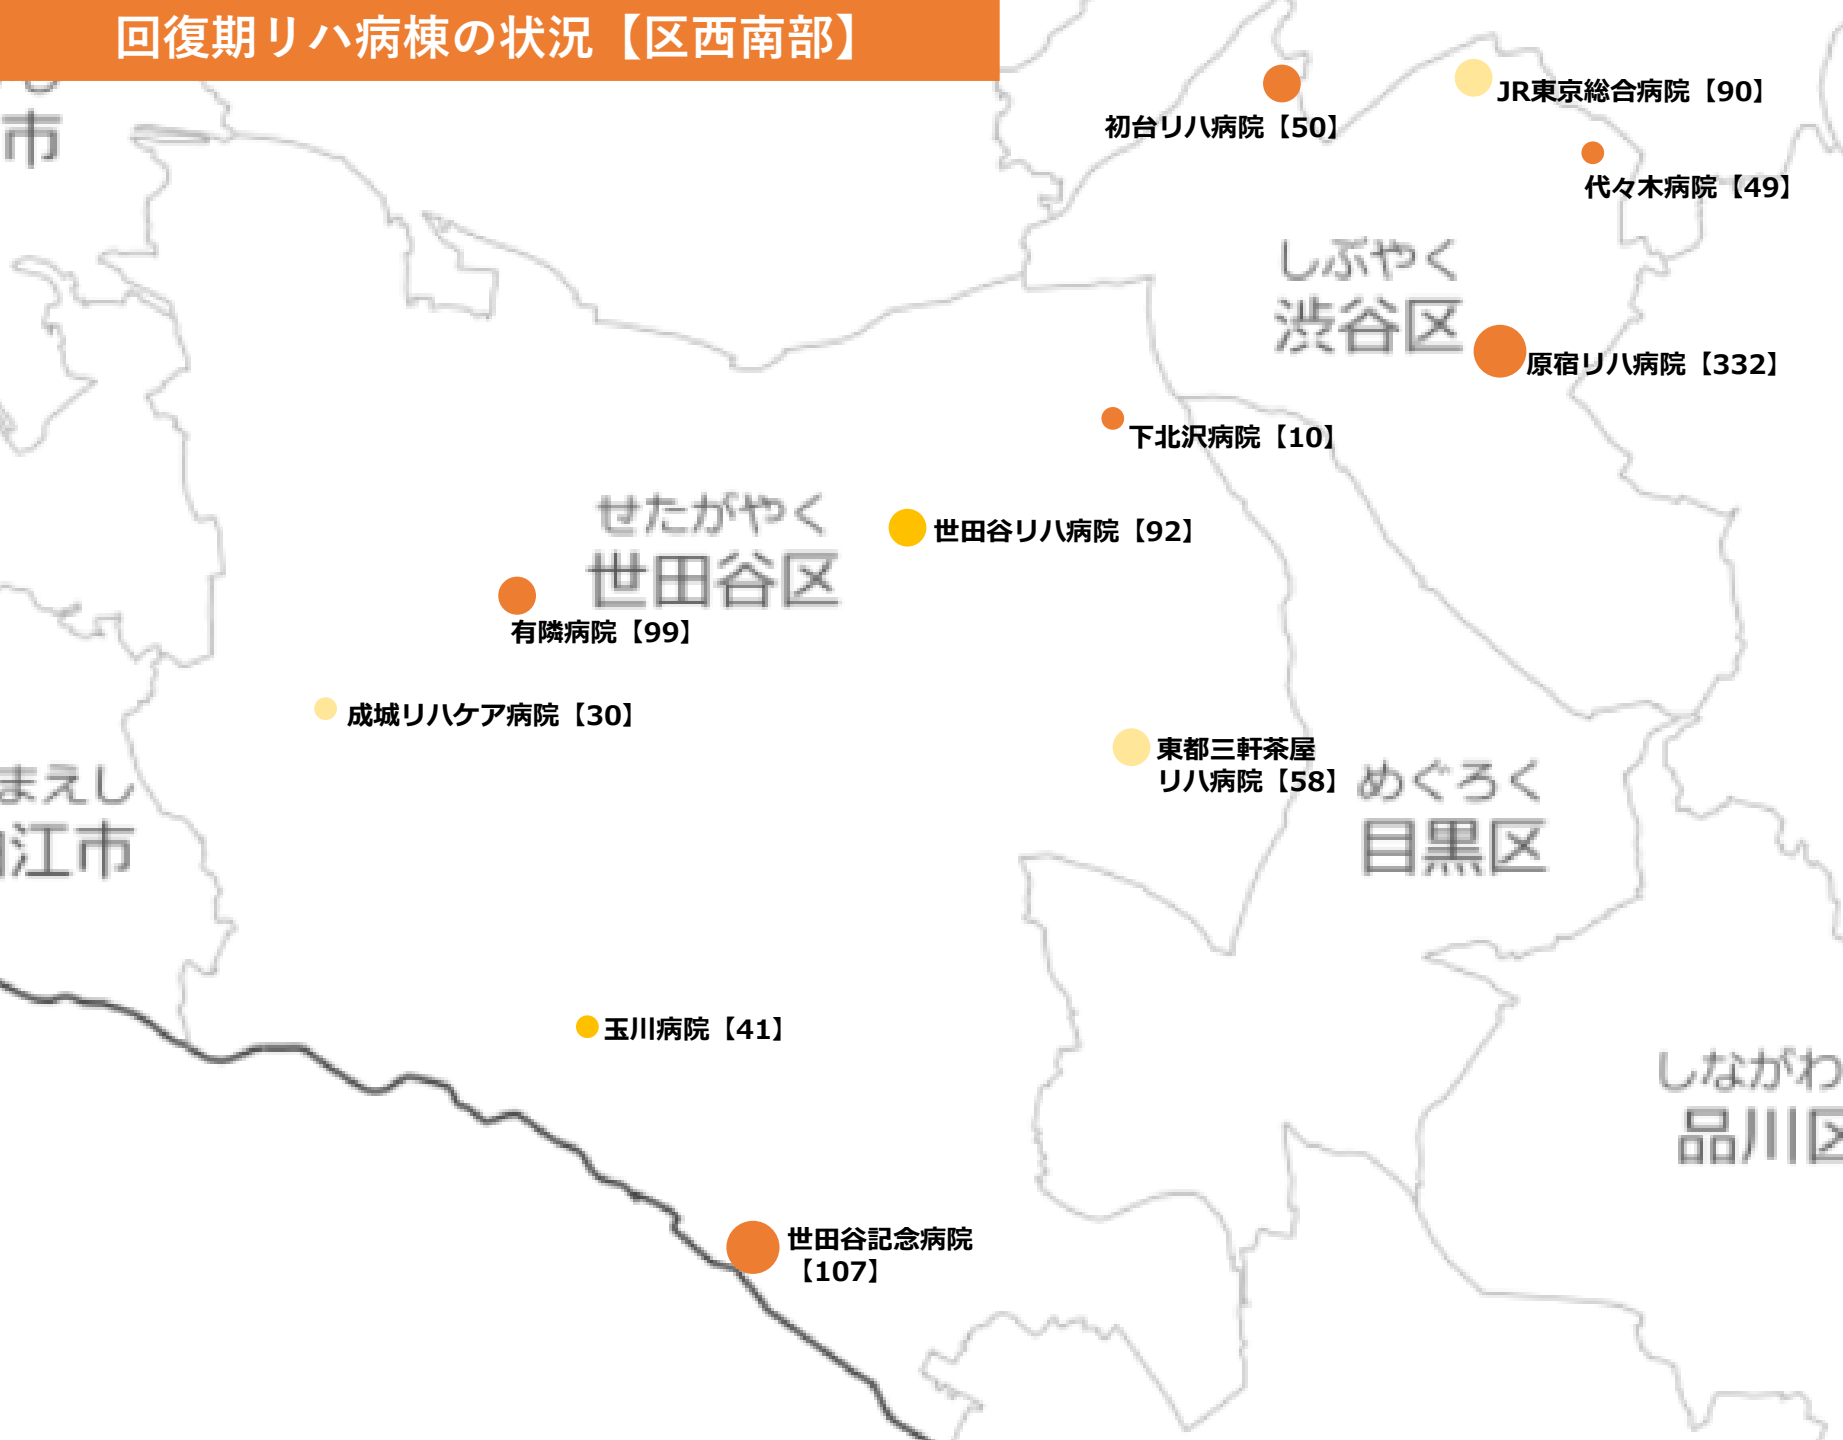 回復期リハ病棟の状況【区西南部】
市
JR東京総合病院【90】
初台リハ病院【50】
代々木病院【49】
しぶやく
渋谷区
原宿リハ病院【332】
下北沢病院【10】
せたがやく
世田谷区
世田谷リハ病院【92】
有隣病院【99】
成城リハケア病院【30】
東都三軒茶屋
リハ病院【58】
めぐろく
目黒区
まえし
江市
玉川病院【41】
しながわ
品川区
世田谷記念病院
【107】